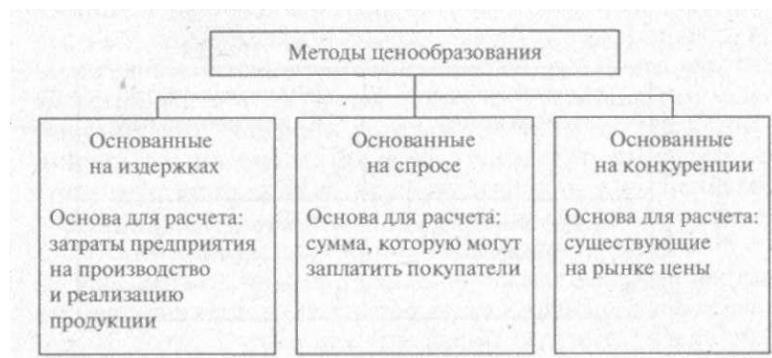 Методы ценообразования
Основанные
на издержках
Основа для расчета:
затраты предприятия
на производство
и реализацию
продукции
Основанные
на спросе
Основа для расчета:
сумма, которую могут
заплатить покупатели
Основанные
на конкуренции
Основа для расчета:
существующие
на рынке цены